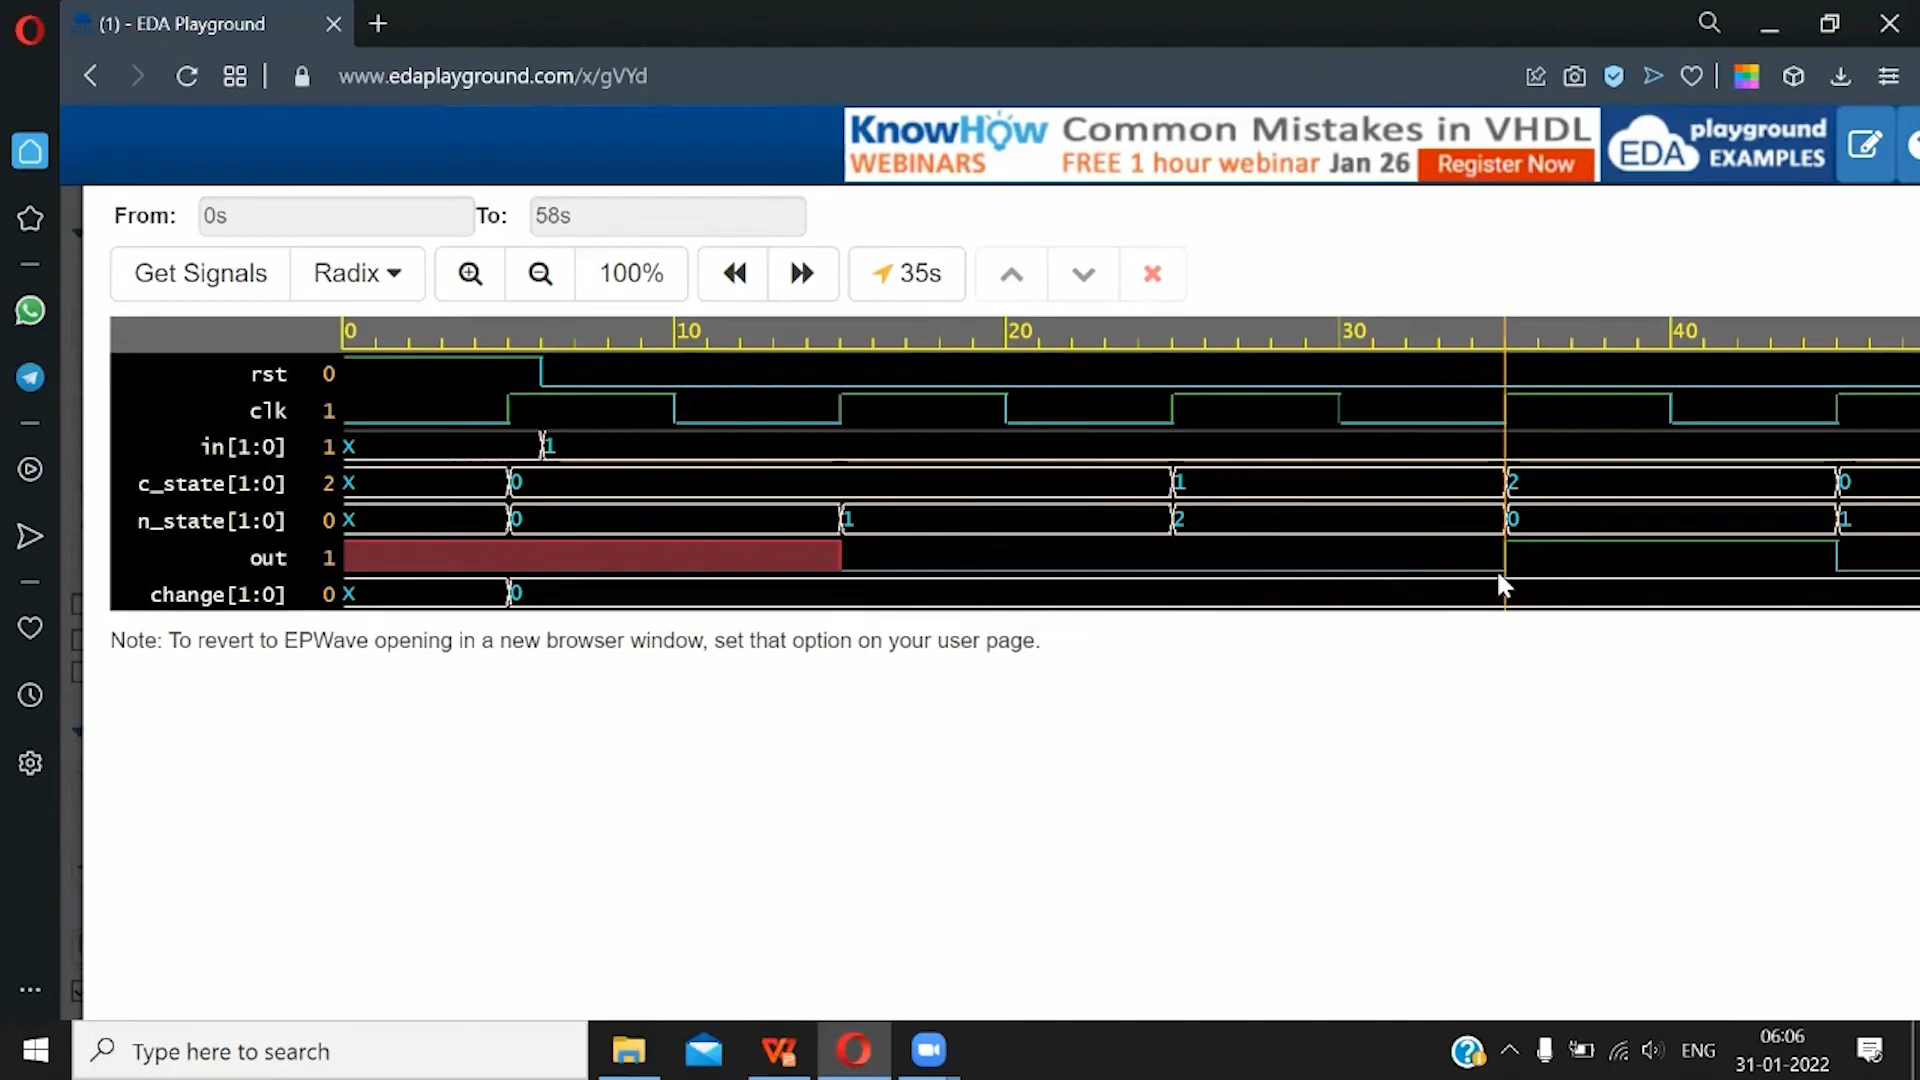 (1) - EDA Playground
www.edaplayground.com/x/gVYd
KnowHow
WEBINARS
Common Mistakes in VHDL
FREE 1 hour webinar Jan 26
Register Now
EDA playground
EXAMPLES
From: 0s To: 58s
Get Signals Radix 100% 35s
0 10 20 30 40
rst 0
clk 1
in[1:0] 1 x 1
c_state[1:0] 2 x 0 1 2 0
n_state[1:0] 0 x 0 1 2 0 1
out 1
change[1:0] 0 x 0
Note: To revert to EPWave opening in a new browser window, set that option on your user page.
Type here to search
ENG
06:06
31-01-2022